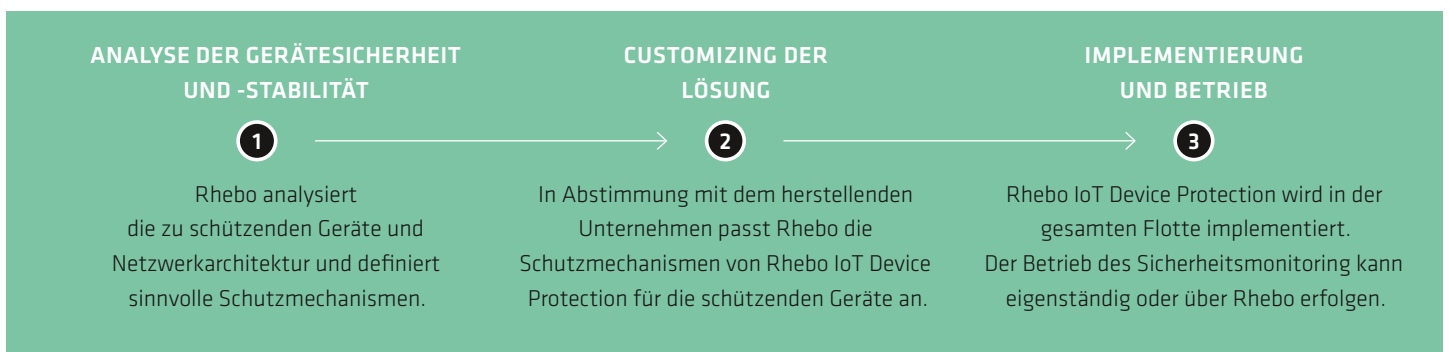 ANALYSE DER GERÄTESICHERHEIT
UND -STABILITÄT
1
Rhebo analysiert
die zu schützenden Geräte und
Netzwerkarchitektur und definiert
sinnvolle Schutzmechanismen.
CUSTOMIZING DER
LÖSUNG
2
In Abstimmung mit dem herstellenden
Unternehmen passt Rhebo die
Schutzmechanismen von Rhebo IoT Device
Protection für die schützenden Geräte an.
IMPLEMENTIERUNG
UND BETRIEB
3
Rhebo IoT Device Protection wird in der
gesamten Flotte implementiert.
Der Betrieb des Sicherheitsmonitoring kann
eigenständig oder über Rhebo erfolgen.